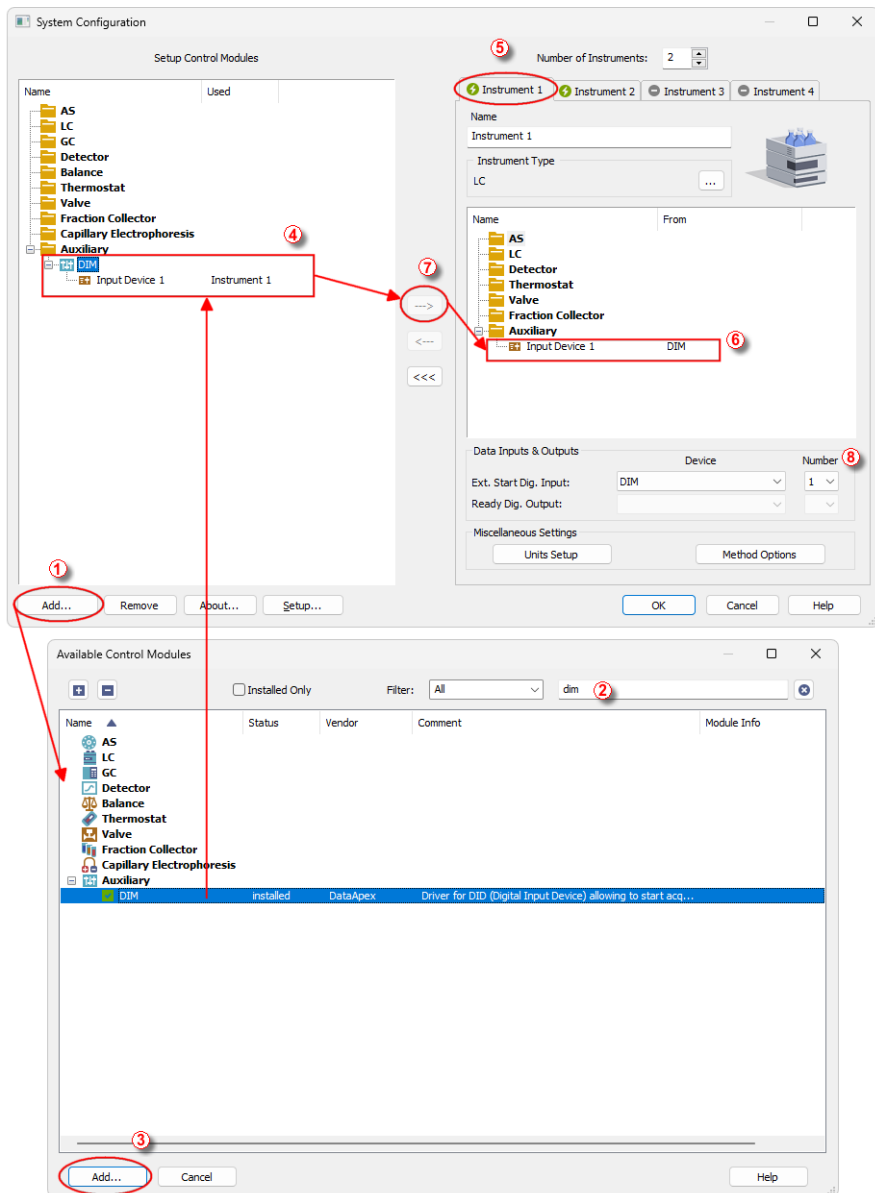 System Configuration
Setup Control Modules
⑤
Number of Instruments: 2
Name Used
AS
LC
GC
Detector
Balance
Thermostat
Valve
Fraction Collector
Capillary Electrophoresis
Auxiliary
④
DIM
Input Device 1 Instrument 1
⑦
--->
<---
<<<
Instrument 1 Instrument 2 Instrument 3 Instrument 4
Name
Instrument 1
Instrument Type
LC ...
Name From
AS
LC
Detector
Thermostat
Valve
Fraction Collector
Auxiliary
Input Device 1 DIM
⑥
Data Inputs & Outputs
Device Number ⑧
Ext. Start Dig. Input: DIM 1
Ready Dig. Output:
Miscellaneous Settings
Units Setup Method Options
①
Add... Remove About... Setup...
OK Cancel Help
Available Control Modules
Installed Only Filter: All dim ②
Name Status Vendor Comment Module Info
AS
LC
GC
Detector
Balance
Thermostat
Valve
Fraction Collector
Capillary Electrophoresis
Auxiliary
DIM installed DataApex Driver for DID (Digital Input Device) allowing to start acq...
③
Add... Cancel Help